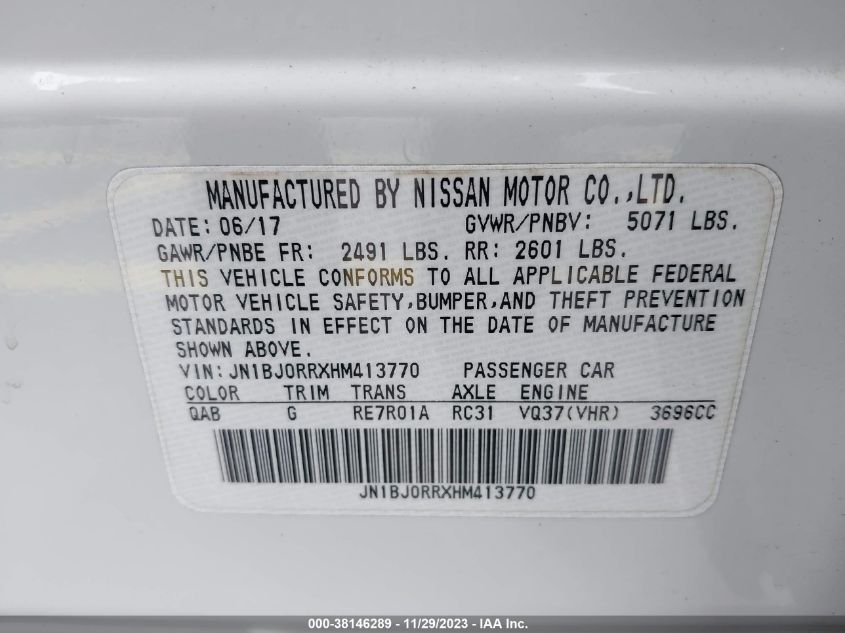 MANUFACTURED BY NISSAN MOTOR CO.,LTD.
DATE: 06/17 GVWR/PNBV: 5071 LBS.
GAWR/PNBE FR: 2491 LBS. RR: 2601 LBS.
THIS VEHICLE CONFORMS TO ALL APPLICABLE FEDERAL
MOTOR VEHICLE SAFETY,BUMPER,AND THEFT PREVENTION
STANDARDS IN EFFECT ON THE DATE OF MANUFACTURE
SHOWN ABOVE.
VIN:JN1BJ0RRXHM413770 PASSENGER CAR
COLOR TRIM TRANS AXLE ENGINE
QAB G RE7R01A RC31 VQ37(VHR) 3696CC
JN1BJ0RRXHM413770
000-38146289 - 11/29/2023 - IAA Inc.